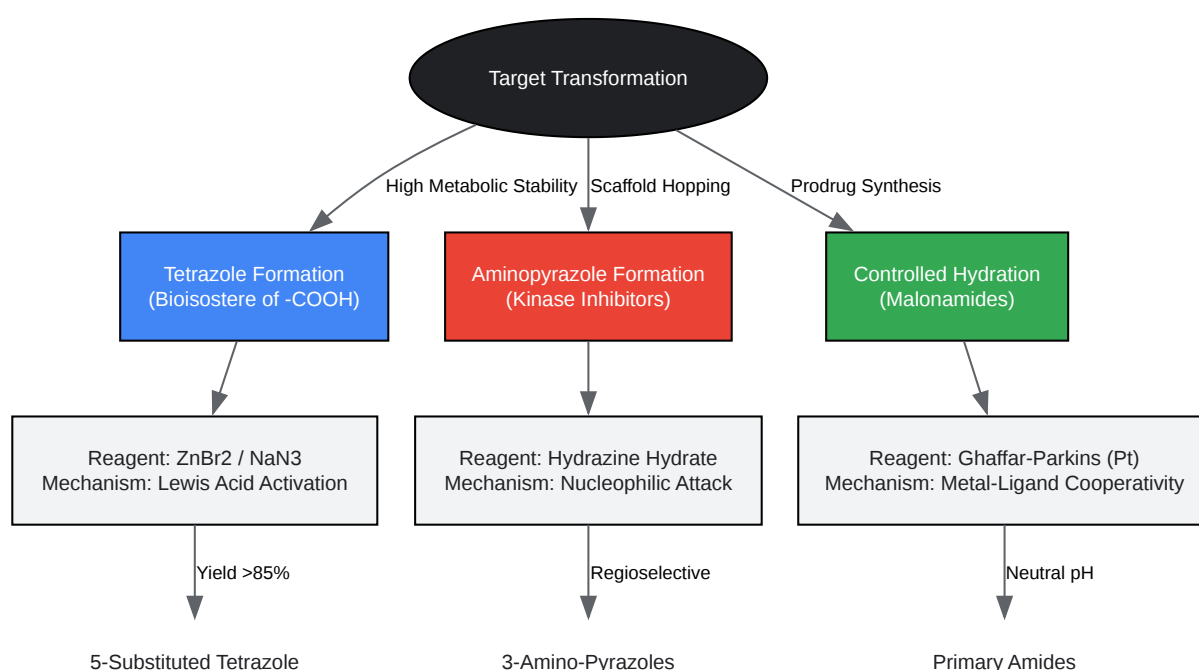 Target Transformation
High Metabolic Stability
Scaffold Hopping
Prodrug Synthesis
Tetrazole Formation
(Bioisostere of -COOH)
Aminopyrazole Formation
(Kinase Inhibitors)
Controlled Hydration
(Malonamides)
Reagent: ZnBr2 / NaN3
Mechanism: Lewis Acid Activation
Reagent: Hydrazine Hydrate
Mechanism: Nucleophilic Attack
Reagent: Ghaffar-Parkins (Pt)
Mechanism: Metal-Ligand Cooperativity
Yield >85%
Regioselective
Neutral pH
5-Substituted Tetrazole
3-Amino-Pyrazoles
Primary Amides